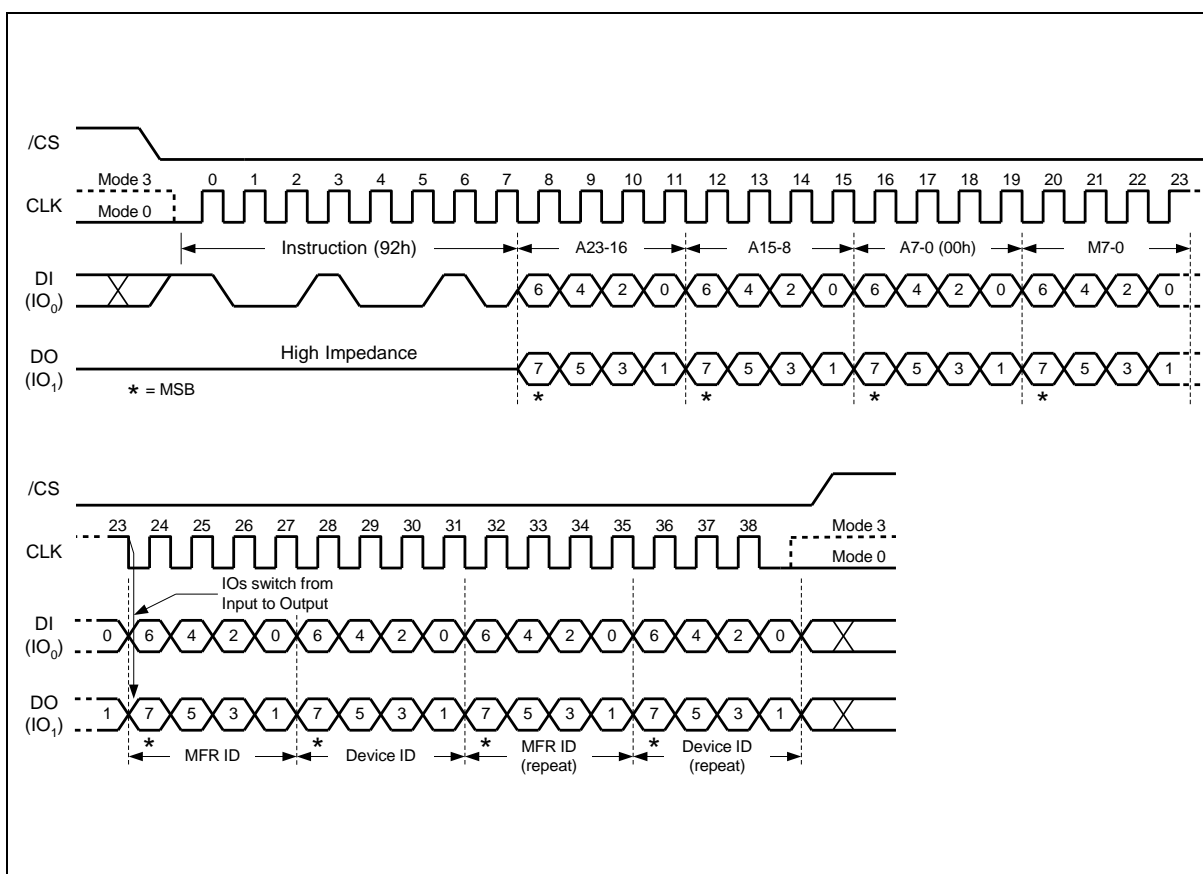 /CS
Mode 3 0 1 2 3 4 5 6 7 8 9 10 11 12 13 14 15 16 17 18 19 20 21 22 23
CLK Mode 0
Instruction (92h) A23-16 A15-8 A7-0 (00h) M7-0
DI
(IO0) 6 4 2 0 6 4 2 0 6 4 2 0 6 4 2 0
High Impedance
DO
(IO1) 7 5 3 1 7 5 3 1 7 5 3 1 7 5 3 1
* = MSB * * * *
/CS
23 24 25 26 27 28 29 30 31 32 33 34 35 36 37 38 Mode 3
CLK Mode 0
IOs switch from
Input to Output
DI
(IO0) 0 6 4 2 0 6 4 2 0 6 4 2 0 6 4 2 0
DO
(IO1) 1 7 5 3 1 7 5 3 1 7 5 3 1 7 5 3 1
* * * *
MFR ID Device ID MFR ID Device ID
(repeat) (repeat)